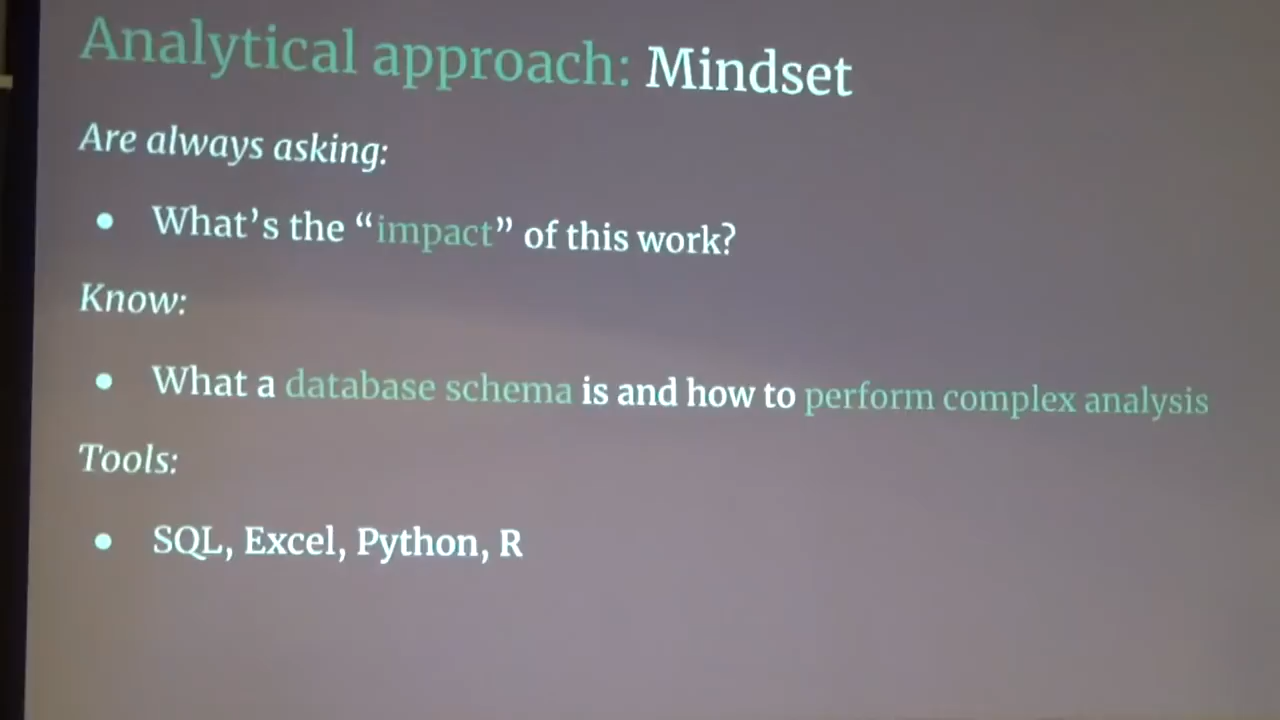 Analytical approach: Mindset
Are always asking:
● What's the “impact” of this work?
Know:
● What a database schema is and how to perform complex analysis
Tools:
● SQL, Excel, Python, R